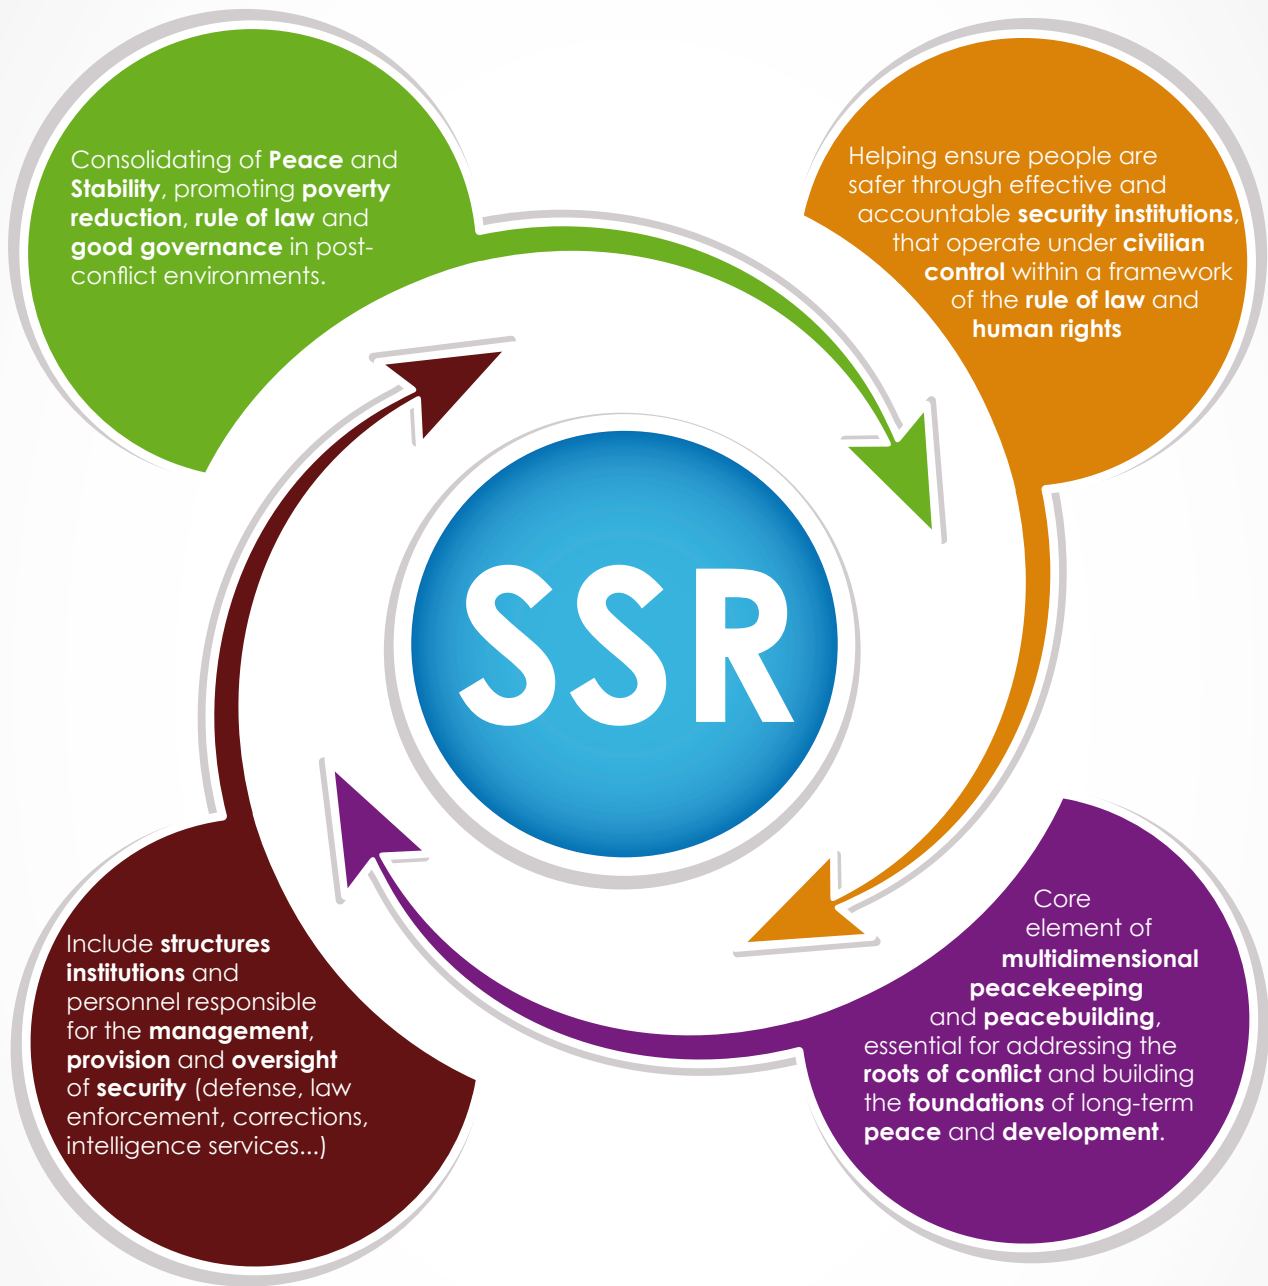 Consolidating of Peace and
Stability, promoting poverty
reduction, rule of law and
good governance in post-
conflict environments.
Helping ensure people are
safer through effective and
accountable security institutions,
that operate under civilian
control within a framework
of the rule of law and
human rights
SSR
Include structures
institutions and
personnel responsible
for the management,
provision and oversight
of security (defense, law
enforcement, corrections,
intelligence services...)
Core
element of
multidimensional
peacekeeping
and peacebuilding,
essential for addressing the
roots of conflict and building
the foundations of long-term
peace and development.